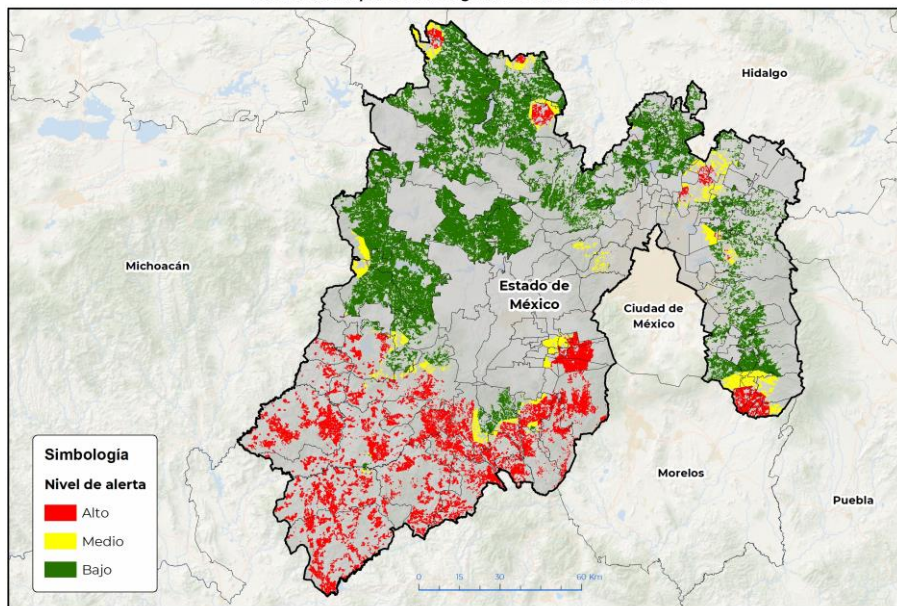 Hidalgo
Michoacán
Estado de
México
Ciudad de
México
Morelos
Puebla
Simbología
Nivel de alerta
Alto
Medio
Bajo
0 15 30 60 Km